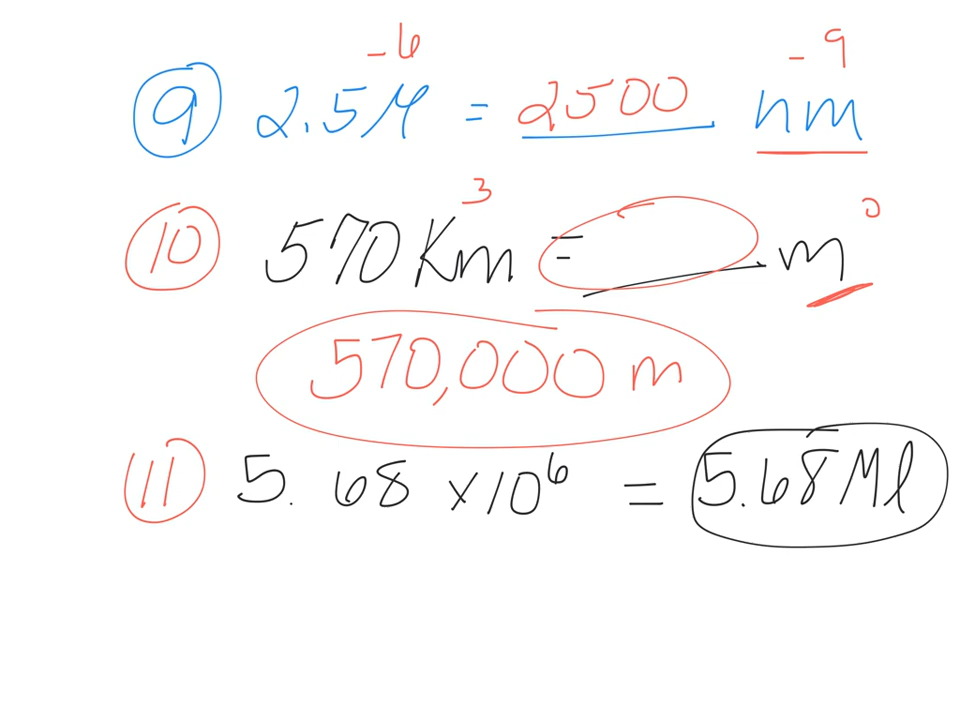 -6 -9
9 2.5μ = 2500 nm
3 0
10 570 Km = m
570,000 m
11 5.68 x10⁶ = 5.68 Ml